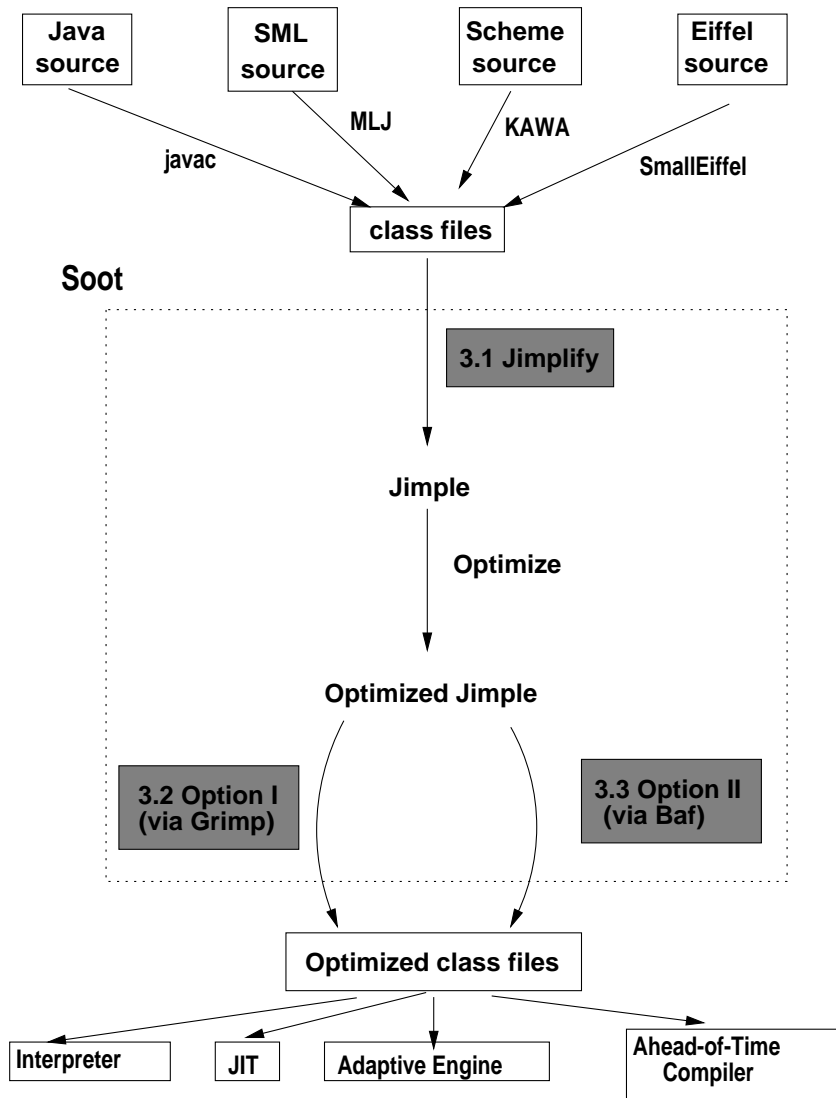 Java
source
SML
source
Scheme
source
Eiffel
source
javac
MLJ
KAWA
SmallEiffel
class files
Soot
3.1 Jimplify
Jimple
Optimize
Optimized Jimple
3.2 Option I
(via Grimp)
3.3 Option II
(via Baf)
Optimized class files
Interpreter
JIT
Adaptive Engine
Ahead-of-Time
Compiler